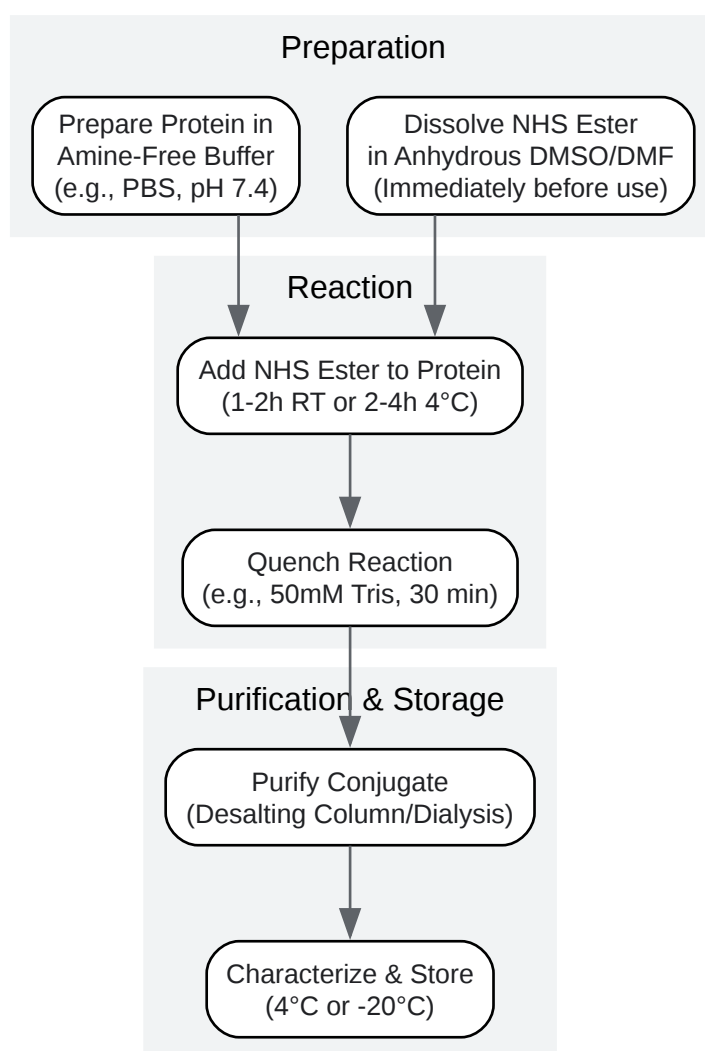 Preparation
Prepare Protein in
Amine-Free Buffer
(e.g., PBS, pH 7.4)
Dissolve NHS Ester
in Anhydrous DMSO/DMF
(Immediately before use)
Reaction
Add NHS Ester to Protein
(1-2h RT or 2-4h 4°C)
Quench Reaction
(e.g., 50mM Tris, 30 min)
Purification & Storage
Purify Conjugate
(Desalting Column/Dialysis)
Characterize & Store
(4°C or -20°C)